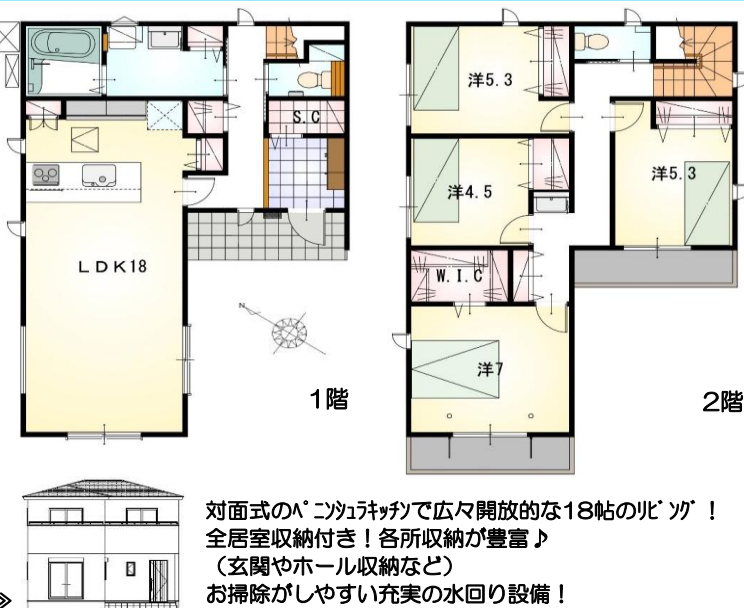 洋5.3
S.C
洋5.3
洋4.5
LDK18
W.I.C
N
洋7
1階
2階
対面式のﾍﾟﾆﾝｼｭﾗｷｯﾁﾝで広々開放的な18帖のﾘﾋﾞﾝｸﾞ！
全居室収納付き！各所収納が豊富♪
（玄関やホール収納など）
お掃除がしやすい充実の水回り設備！